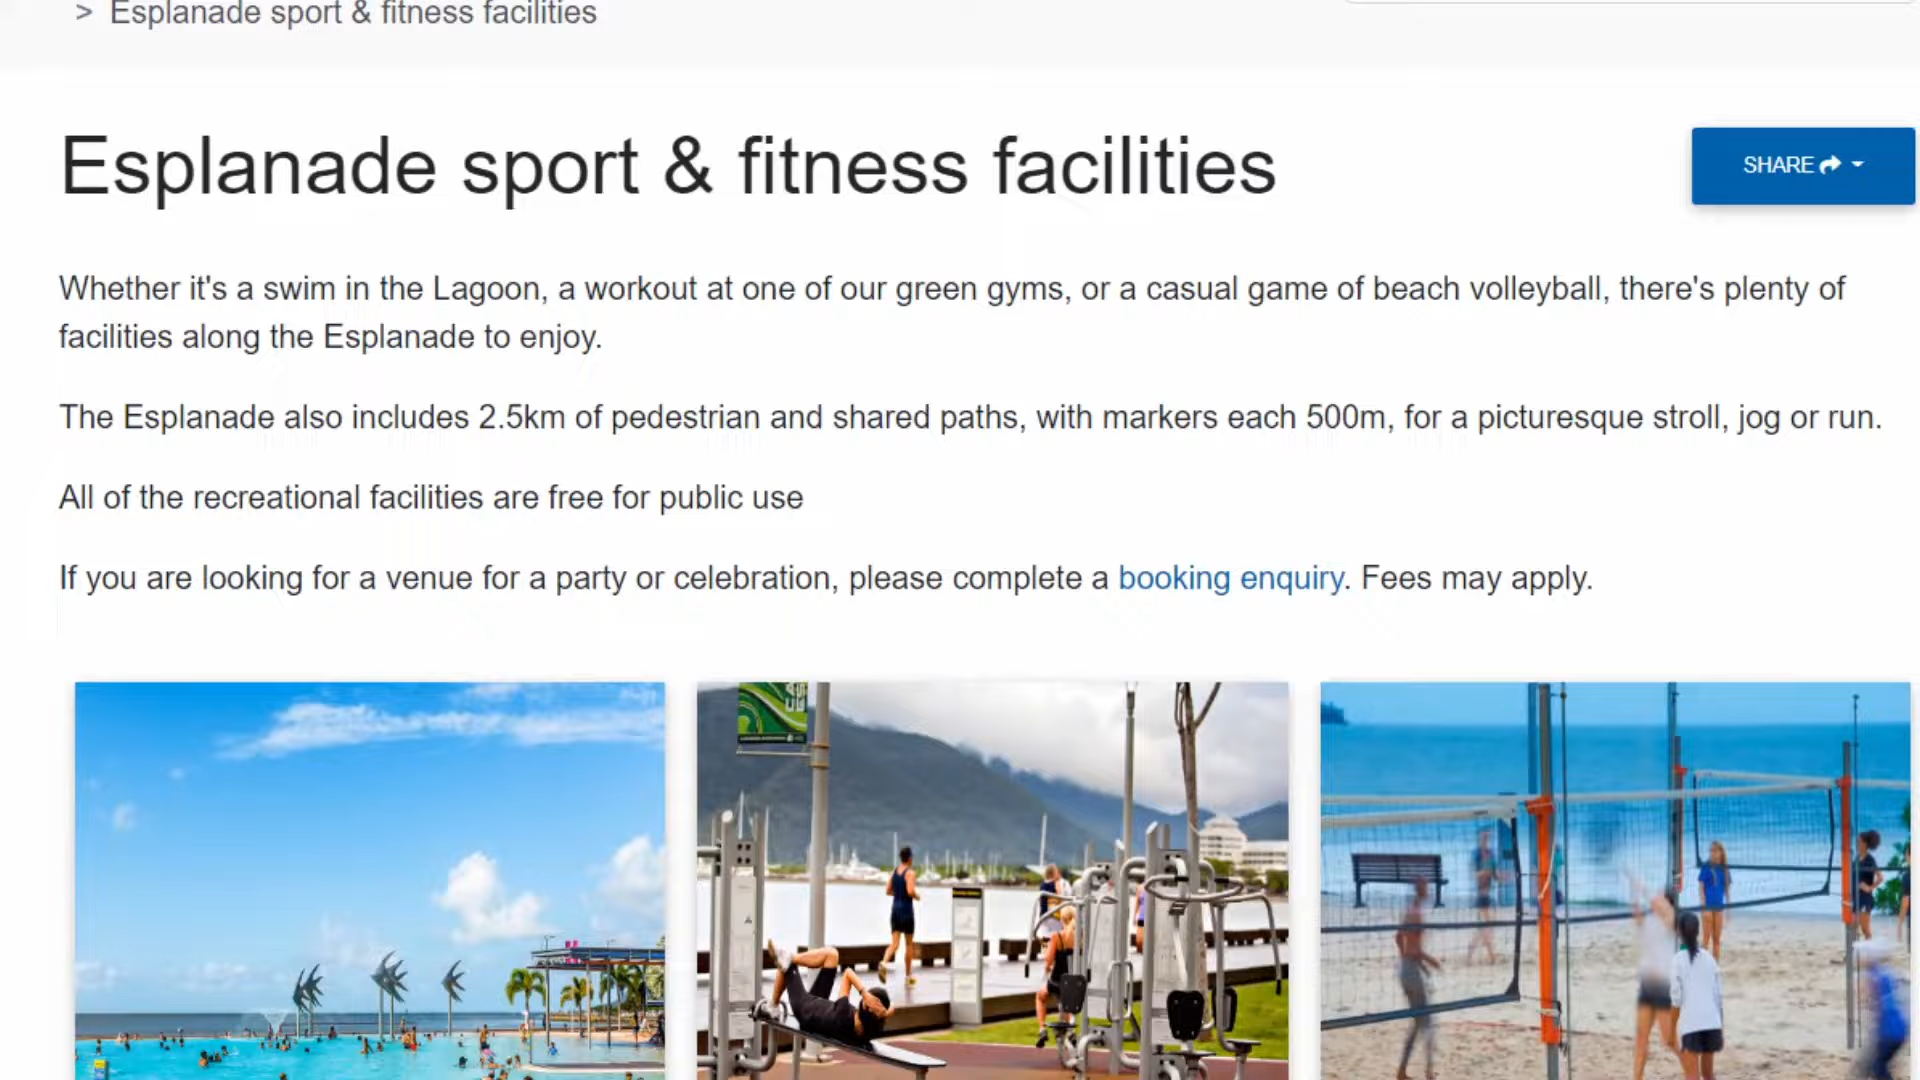 > Esplanade sport & fitness facilities
Esplanade sport & fitness facilities
SHARE
Whether it's a swim in the Lagoon, a workout at one of our green gyms, or a casual game of beach volleyball, there's plenty of
facilities along the Esplanade to enjoy.
The Esplanade also includes 2.5km of pedestrian and shared paths, with markers each 500m, for a picturesque stroll, jog or run.
All of the recreational facilities are free for public use
If you are looking for a venue for a party or celebration, please complete a booking enquiry. Fees may apply.